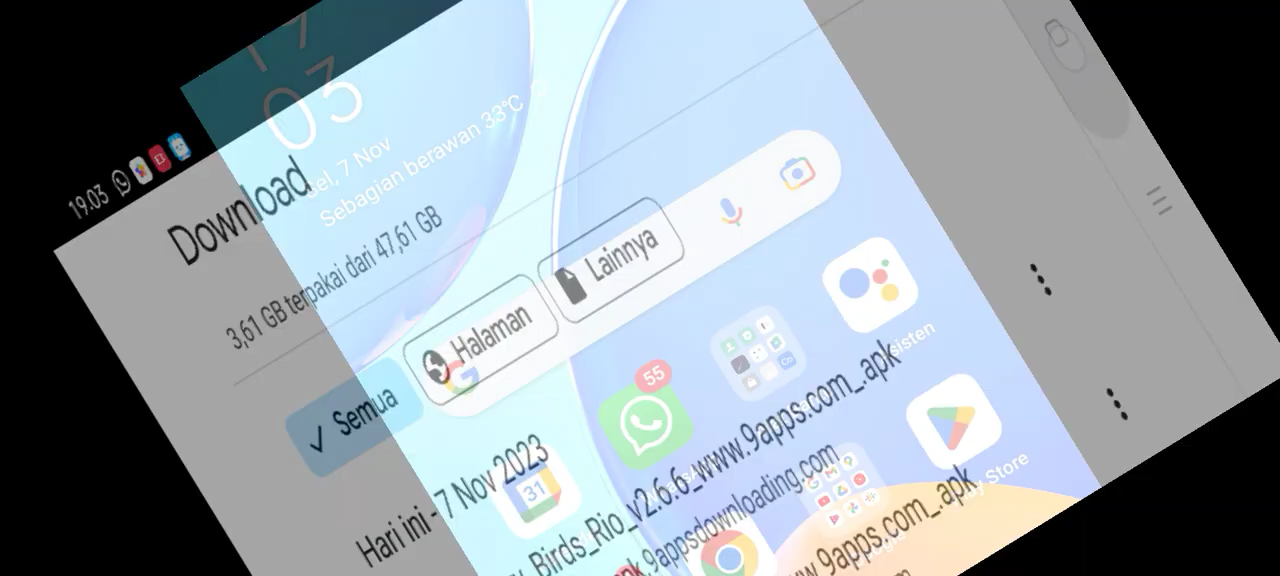 19.03
03
Sel, 7 Nov
Sebagian berawan 33°C
Download
3,61 GB terpakai dari 47,61 GB
✓ Semua
Halaman
Lainnya
55
Hari ini - 7 Nov 2023
31
Birds_Rio_v2.6.6_www.9apps.com_.apk
apk.9appsdownloading.com
www.9apps.com_.apk
Play Store